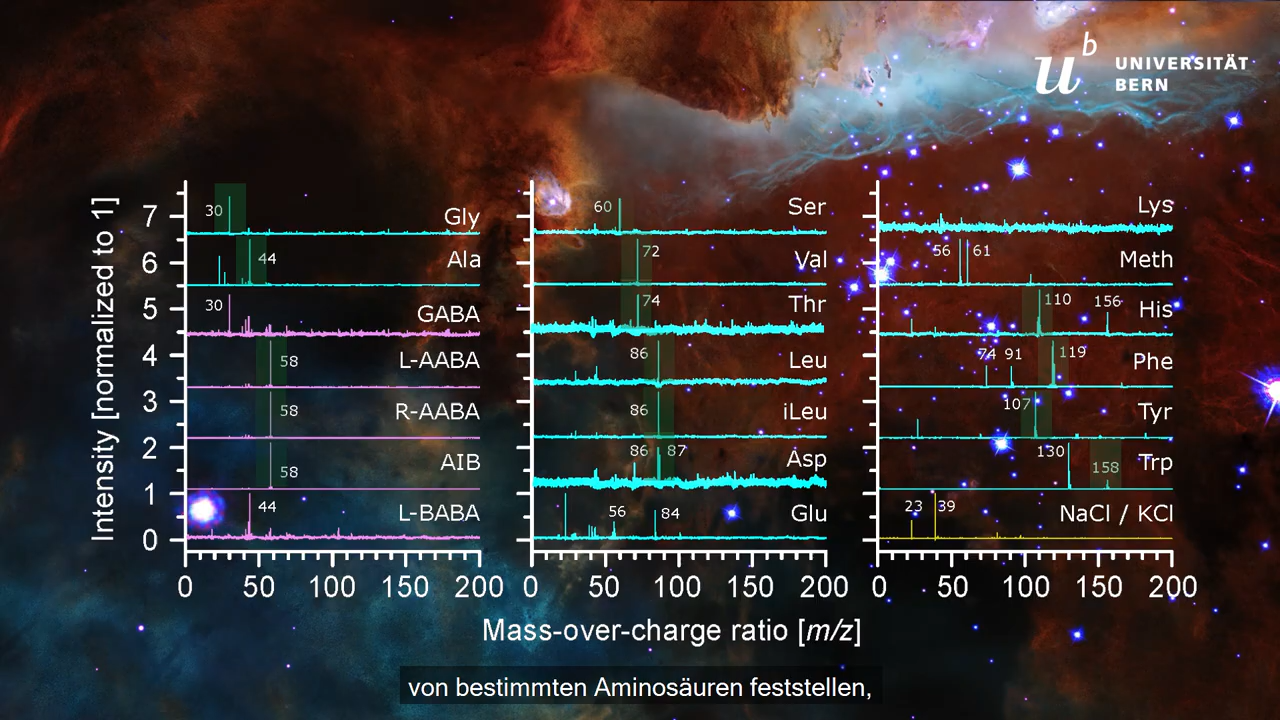 u
b
UNIVERSITÄT
BERN
Intensity [normalized to 1]
7
6
5
4
3
2
1
0
30
Gly
44
Ala
30
GABA
58
L-AABA
58
R-AABA
58
AIB
44
L-BABA
0 50 100 150 200
60
Ser
72
Val
74
Thr
86
Leu
86
iLeu
86 87
Asp
56 84
Glu
0 50 100 150 200
Lys
56 61
Meth
110 156
His
74 91 119
Phe
107
Tyr
130 158
Trp
23 39
NaCl / KCl
0 50 100 150 200
Mass-over-charge ratio [m/z]
von bestimmten Aminosäuren feststellen,